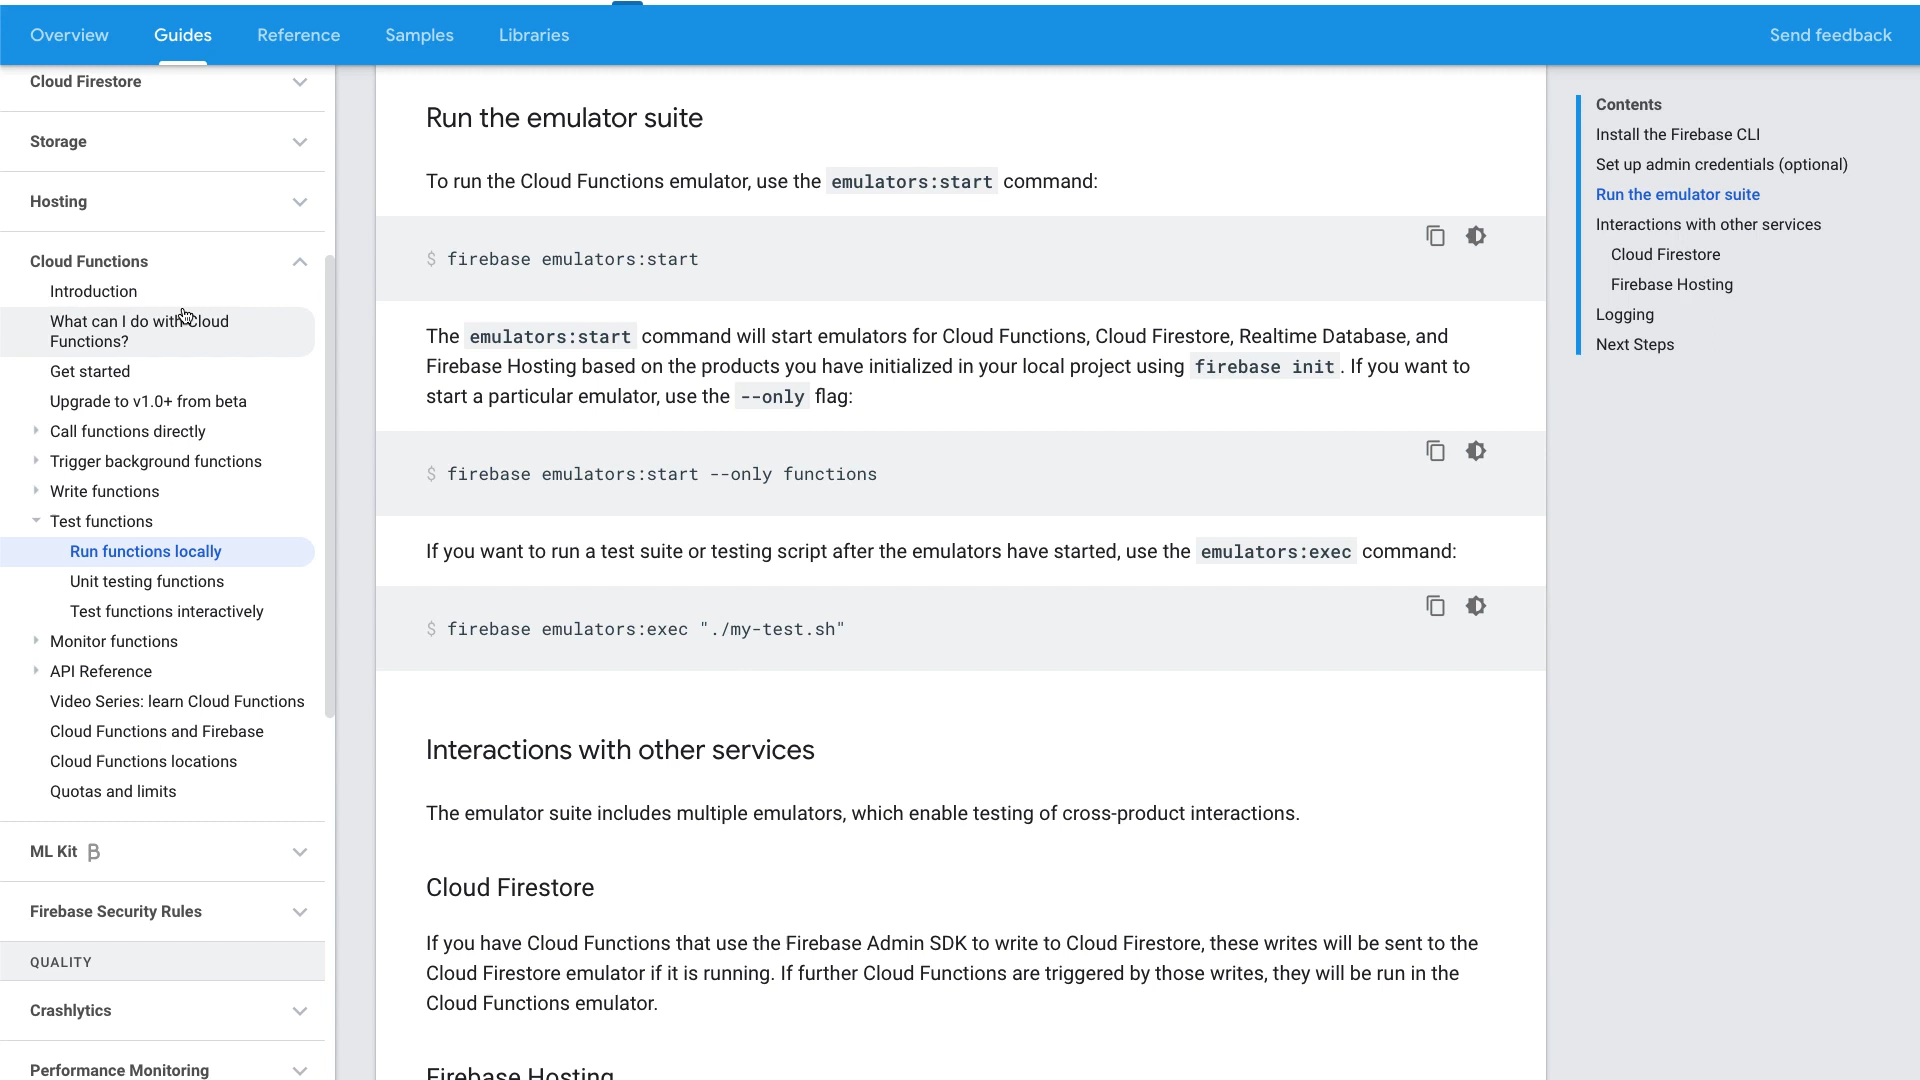 Overview Guides Reference Samples Libraries Send feedback
Cloud Firestore
Storage
Hosting
Cloud Functions
Introduction
What can I do with Cloud
Functions?
Get started
Upgrade to v1.0+ from beta
Call functions directly
Trigger background functions
Write functions
Test functions
Run functions locally
Unit testing functions
Test functions interactively
Monitor functions
API Reference
Video Series: learn Cloud Functions
Cloud Functions and Firebase
Cloud Functions locations
Quotas and limits
ML Kit β
Firebase Security Rules
QUALITY
Crashlytics
Performance Monitoring
Run the emulator suite
To run the Cloud Functions emulator, use the emulators:start command:
$ firebase emulators:start
The emulators:start command will start emulators for Cloud Functions, Cloud Firestore, Realtime Database, and
Firebase Hosting based on the products you have initialized in your local project using firebase init. If you want to
start a particular emulator, use the --only flag:
$ firebase emulators:start --only functions
If you want to run a test suite or testing script after the emulators have started, use the emulators:exec command:
$ firebase emulators:exec "./my-test.sh"
Interactions with other services
The emulator suite includes multiple emulators, which enable testing of cross-product interactions.
Cloud Firestore
If you have Cloud Functions that use the Firebase Admin SDK to write to Cloud Firestore, these writes will be sent to the
Cloud Firestore emulator if it is running. If further Cloud Functions are triggered by those writes, they will be run in the
Cloud Functions emulator.
Firebase Hosting
Contents
Install the Firebase CLI
Set up admin credentials (optional)
Run the emulator suite
Interactions with other services
Cloud Firestore
Firebase Hosting
Logging
Next Steps